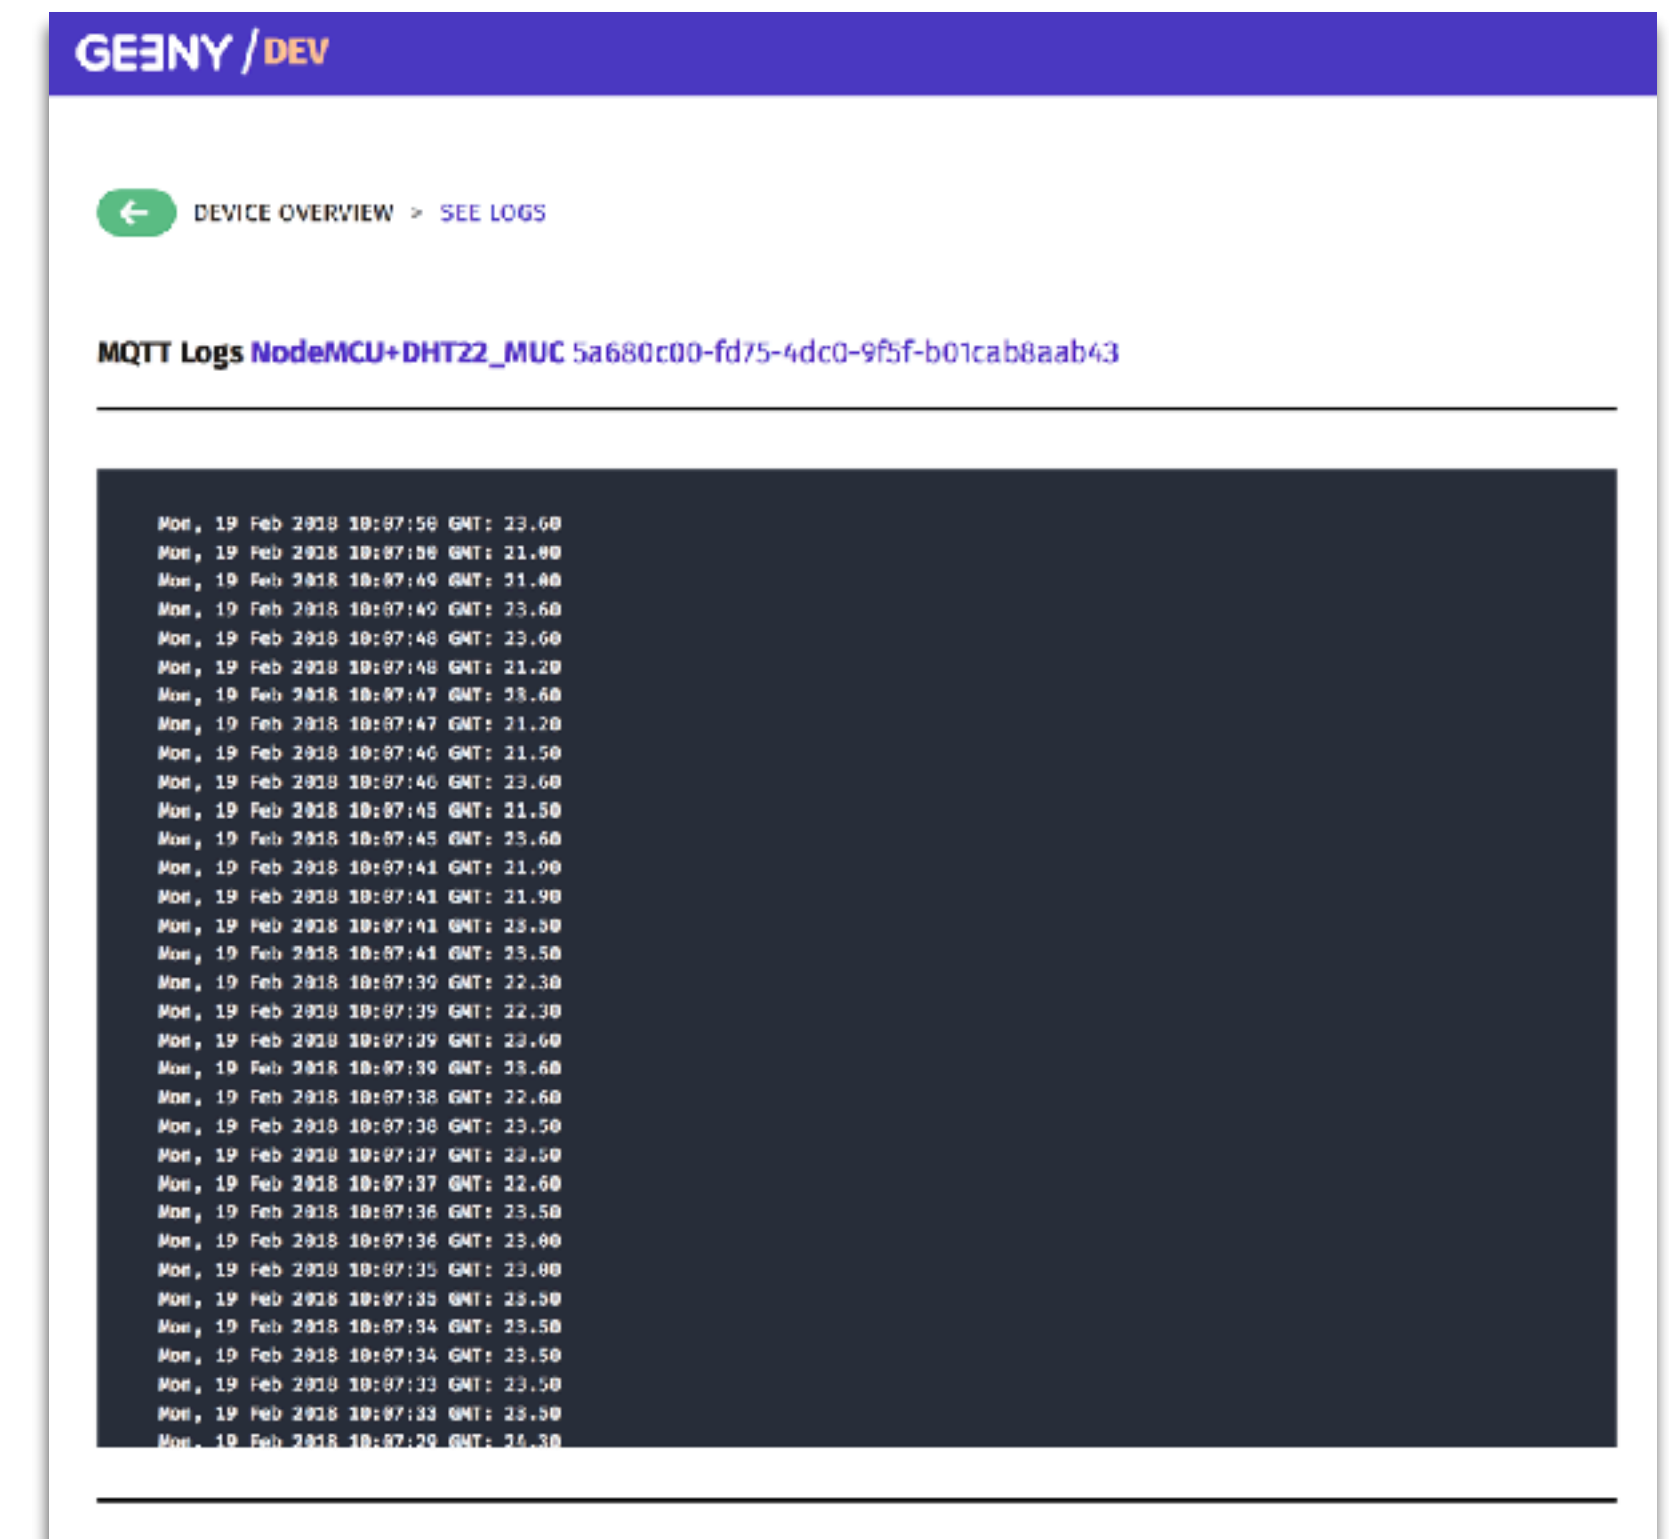 GEENY / DEV
← DEVICE OVERVIEW > SEE LOGS
MQTT Logs NodeMCU+DHT22_MUC 5a680c00-fd75-4dc0-9f5f-b01cab8aab43
Mon, 19 Feb 2018 10:07:50 GMT: 23.60
Mon, 19 Feb 2018 10:07:50 GMT: 21.00
Mon, 19 Feb 2018 10:07:49 GMT: 21.00
Mon, 19 Feb 2018 10:07:49 GMT: 23.60
Mon, 19 Feb 2018 10:07:48 GMT: 23.60
Mon, 19 Feb 2018 10:07:48 GMT: 21.20
Mon, 19 Feb 2018 10:07:47 GMT: 23.60
Mon, 19 Feb 2018 10:07:47 GMT: 21.20
Mon, 19 Feb 2018 10:07:46 GMT: 21.50
Mon, 19 Feb 2018 10:07:46 GMT: 23.60
Mon, 19 Feb 2018 10:07:45 GMT: 21.50
Mon, 19 Feb 2018 10:07:45 GMT: 23.60
Mon, 19 Feb 2018 10:07:41 GMT: 21.90
Mon, 19 Feb 2018 10:07:41 GMT: 21.90
Mon, 19 Feb 2018 10:07:41 GMT: 23.50
Mon, 19 Feb 2018 10:07:41 GMT: 23.50
Mon, 19 Feb 2018 10:07:39 GMT: 22.30
Mon, 19 Feb 2018 10:07:39 GMT: 22.30
Mon, 19 Feb 2018 10:07:39 GMT: 23.60
Mon, 19 Feb 2018 10:07:39 GMT: 23.60
Mon, 19 Feb 2018 10:07:38 GMT: 22.60
Mon, 19 Feb 2018 10:07:38 GMT: 23.50
Mon, 19 Feb 2018 10:07:37 GMT: 23.50
Mon, 19 Feb 2018 10:07:37 GMT: 22.60
Mon, 19 Feb 2018 10:07:36 GMT: 23.50
Mon, 19 Feb 2018 10:07:36 GMT: 23.00
Mon, 19 Feb 2018 10:07:35 GMT: 23.00
Mon, 19 Feb 2018 10:07:35 GMT: 23.50
Mon, 19 Feb 2018 10:07:34 GMT: 23.50
Mon, 19 Feb 2018 10:07:34 GMT: 23.50
Mon, 19 Feb 2018 10:07:33 GMT: 23.50
Mon, 19 Feb 2018 10:07:33 GMT: 23.50
Mon, 19 Feb 2018 10:07:29 GMT: 24.30